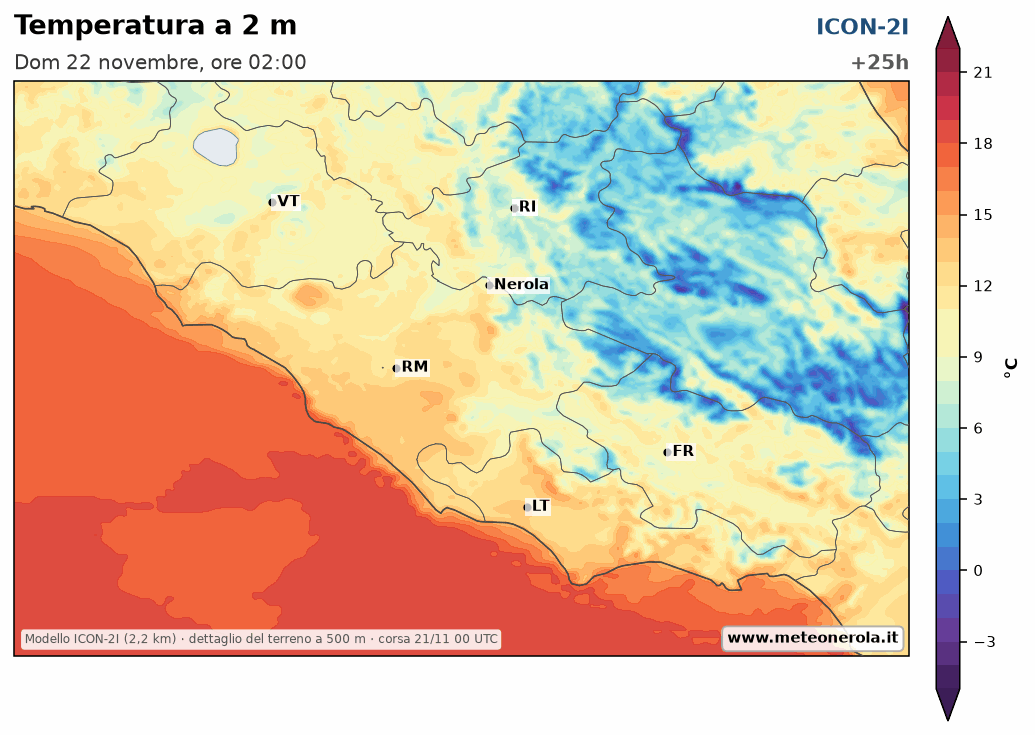 Temperatura a 2 m
ICON-2I
Dom 22 novembre, ore 02:00
+25h
VT
RI
Nerola
RM
FR
LT
21
18
15
12
9
6
3
0
−3
°C
Modello ICON-2I (2,2 km) · dettaglio del terreno a 500 m · corsa 21/11 00 UTC
www.meteonerola.it